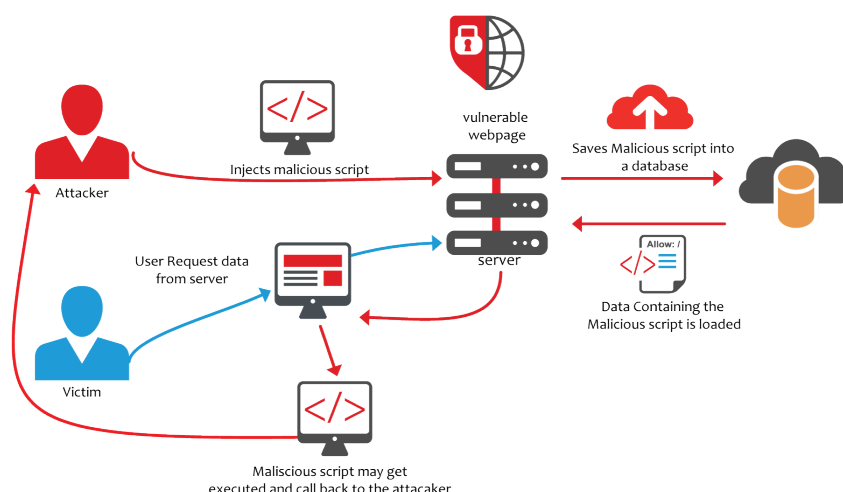 vulnerable
webpage
</>
Injects malicious script
Attacker
Saves Malicious script into
a database
User Request data
from server
server
Allow: /
</>
Data Containing the
Malicious script is loaded
Victim
</>
Maliscious script may get
executed and call back to the attacaker